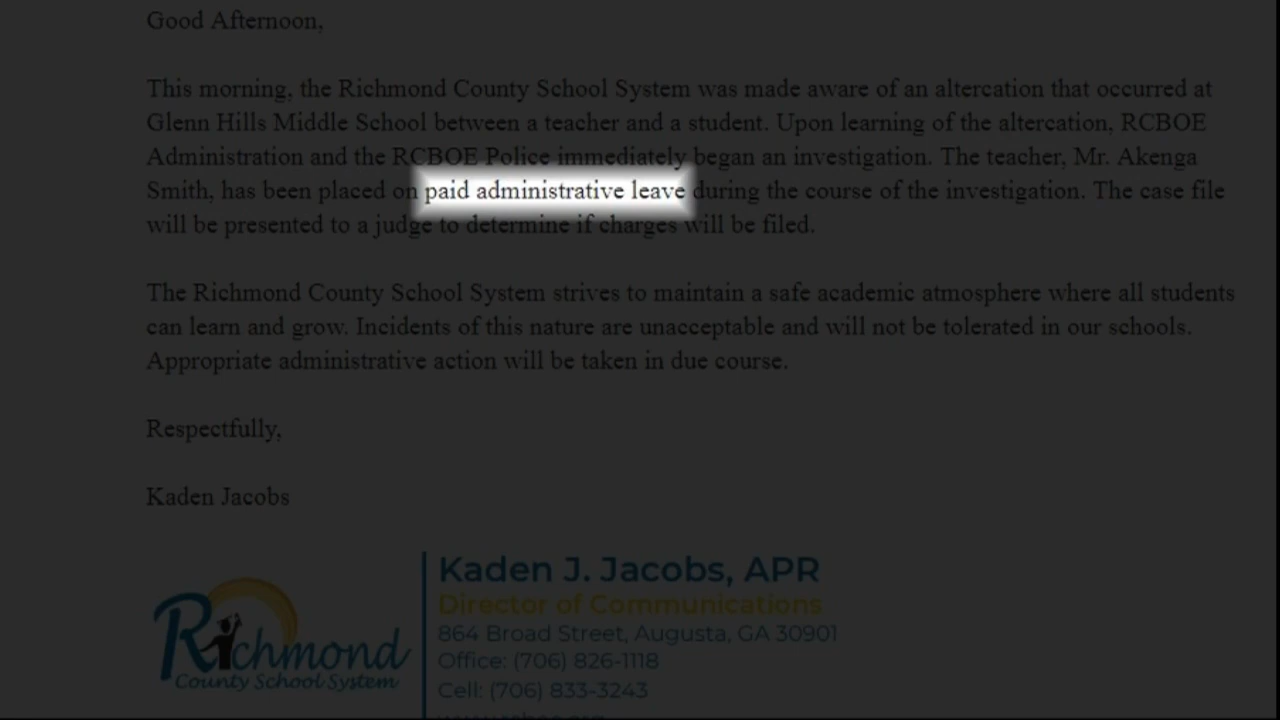 Good Afternoon,
This morning, the Richmond County School System was made aware of an altercation that occurred at
Glenn Hills Middle School between a teacher and a student. Upon learning of the altercation, RCBOE
Administration and the RCBOE Police immediately began an investigation. The teacher, Mr. Akenga
Smith, has been placed on paid administrative leave during the course of the investigation. The case file
will be presented to a judge to determine if charges will be filed.
The Richmond County School System strives to maintain a safe academic atmosphere where all students
can learn and grow. Incidents of this nature are unacceptable and will not be tolerated in our schools.
Appropriate administrative action will be taken in due course.
Respectfully,
Kaden Jacobs
Richmond
County School System
Kaden J. Jacobs, APR
Director of Communications
864 Broad Street, Augusta, GA 30901
Office: (706) 826-1118
Cell: (706) 833-3243